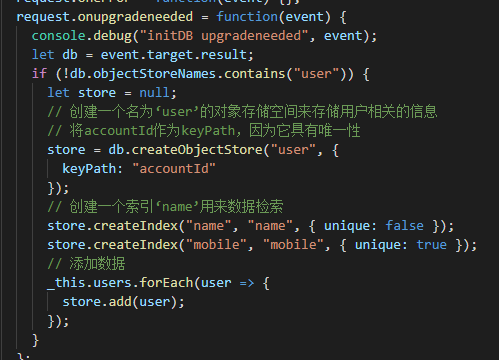 request.onerror = function(event) {};
request.onupgradeneeded = function(event) {
console.debug("initDB upgradeneeded", event);
let db = event.target.result;
if (!db.objectStoreNames.contains("user")) {
let store = null;
// 创建一个名为‘user’的对象存储空间来存储用户相关的信息
// 将accountId作为keyPath，因为它具有唯一性
store = db.createObjectStore("user", {
keyPath: "accountId"
});
// 创建一个索引‘name’用来数据检索
store.createIndex("name", "name", { unique: false });
store.createIndex("mobile", "mobile", { unique: true });
// 添加数据
_this.users.forEach(user => {
store.add(user);
});
}
};